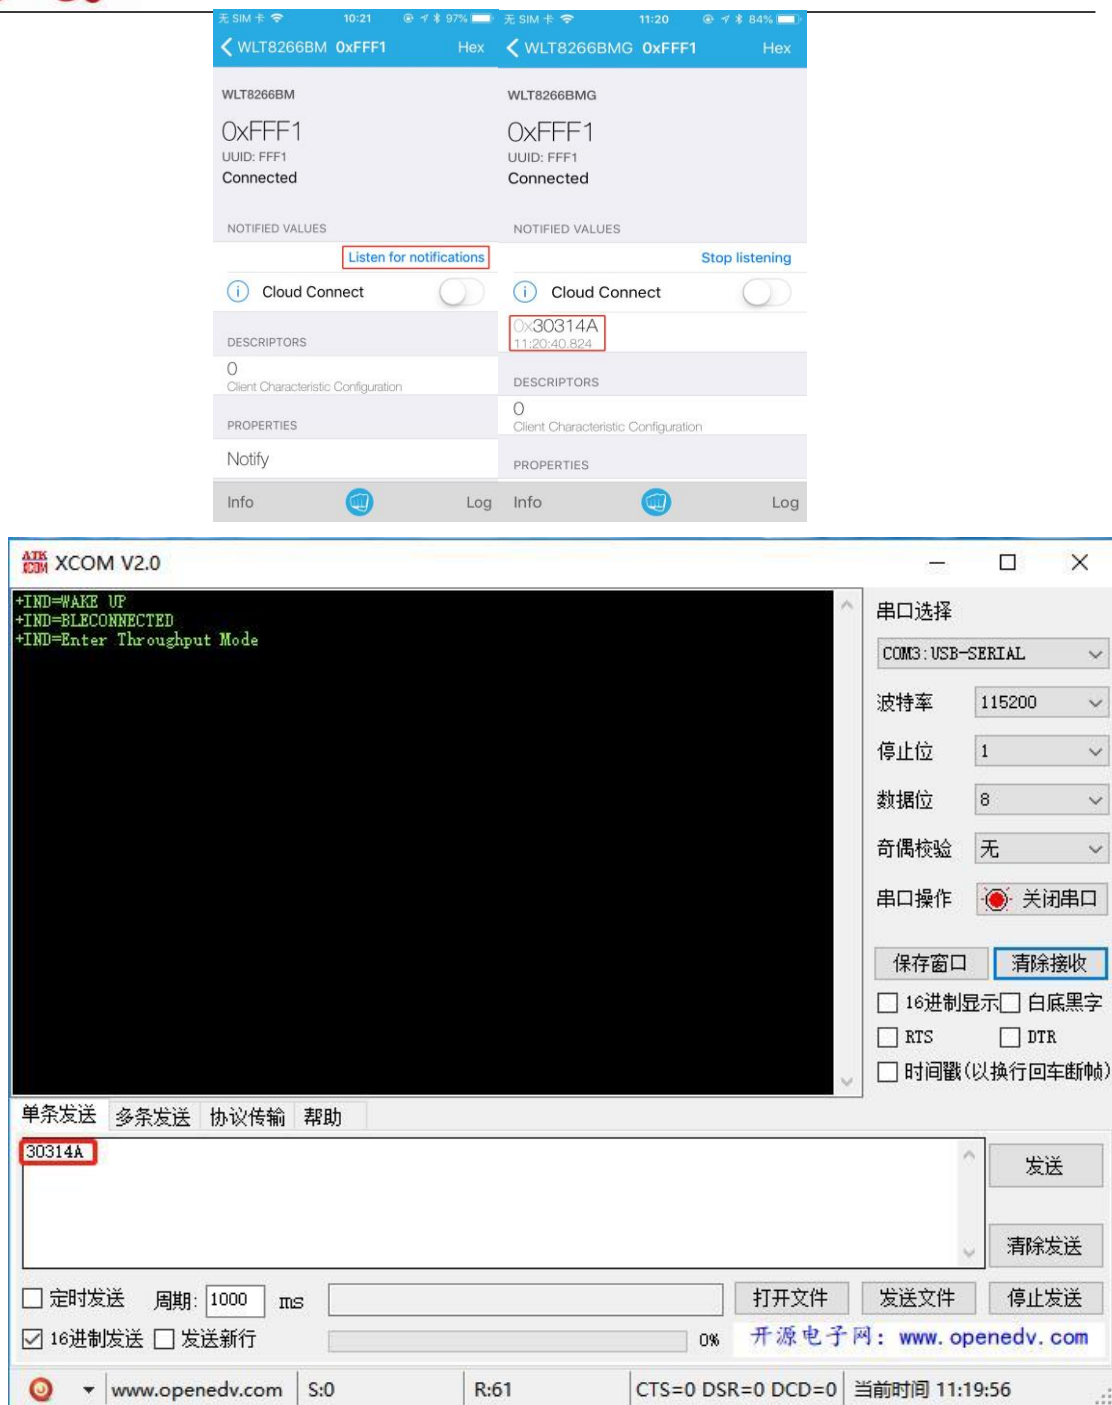 无 SIM 卡 10:21 97%
WLT8266BM 0xFFF1 Hex
WLT8266BM
0xFFF1
UUID: FFF1
Connected
NOTIFIED VALUES
Listen for notifications
Cloud Connect
DESCRIPTORS
0
Client Characteristic Configuration
PROPERTIES
Notify
Info Log
无 SIM 卡 11:20 84%
WLT8266BMG 0xFFF1 Hex
WLT8266BMG
0xFFF1
UUID: FFF1
Connected
NOTIFIED VALUES
Stop listening
Cloud Connect
0x30314A
11:20:40.824
DESCRIPTORS
0
Client Characteristic Configuration
PROPERTIES
Info Log
ATK XCOM XCOM V2.0
+IND=WAKE UP
+IND=BLECONNECTED
+IND=Enter Throughput Mode
串口选择
COM3:USB-SERIAL
波特率 115200
停止位 1
数据位 8
奇偶校验 无
串口操作 关闭串口
保存窗口 清除接收
16进制显示 白底黑字
RTS DTR
时间戳(以换行回车断帧)
单条发送 多条发送 协议传输 帮助
30314A
发送
清除发送
定时发送 周期: 1000 ms 打开文件 发送文件 停止发送
16进制发送 发送新行 0% 开源电子网: www.openedv.com
www.openedv.com S:0 R:61 CTS=0 DSR=0 DCD=0 当前时间 11:19:56